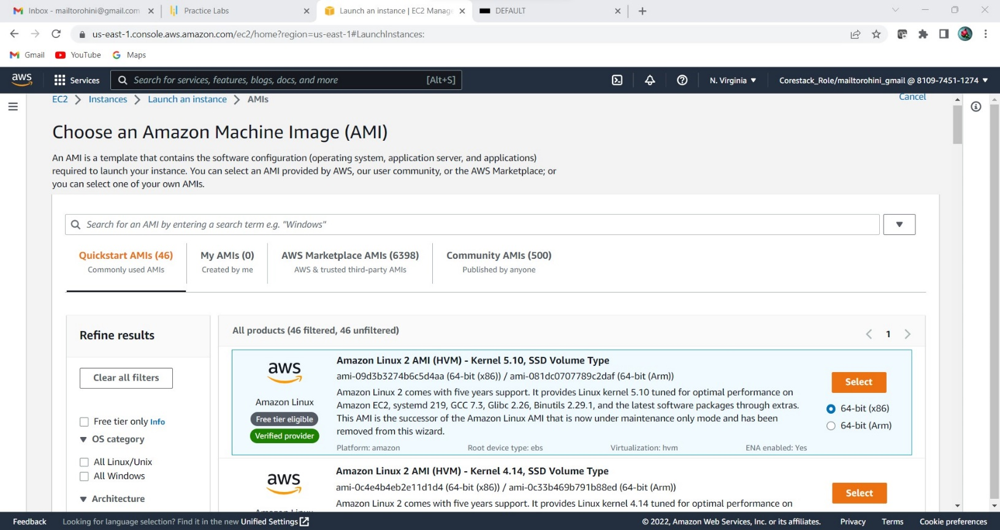 Inbox - mailtorohini@gmail.com
Practice Labs
Launch an instance | EC2 Manage
DEFAULT
us-east-1.console.aws.amazon.com/ec2/home?region=us-east-1#LaunchInstances:
Gmail
YouTube
Maps
aws
Services
Search for services, features, blogs, docs, and more
[Alt+S]
N. Virginia ▼
Corestack_Role/mailtorohini_gmail @ 8109-7451-1274 ▼
EC2 > Instances > Launch an instance > AMIs
Cancel
Choose an Amazon Machine Image (AMI)
An AMI is a template that contains the software configuration (operating system, application server, and applications)
required to launch your instance. You can select an AMI provided by AWS, our user community, or the AWS Marketplace; or
you can select one of your own AMIs.
Search for an AMI by entering a search term e.g. "Windows"
Quickstart AMIs (46)
Commonly used AMIs
My AMIs (0)
Created by me
AWS Marketplace AMIs (6398)
AWS & trusted third-party AMIs
Community AMIs (500)
Published by anyone
Refine results
Clear all filters
Free tier only Info
OS category
All Linux/Unix
All Windows
Architecture
All products (46 filtered, 46 unfiltered)
< 1 >
aws
Amazon Linux
Free tier eligible
Verified provider
Amazon Linux 2 AMI (HVM) - Kernel 5.10, SSD Volume Type
ami-09d3b3274b6c5d4aa (64-bit (x86)) / ami-081dc0707789c2daf (64-bit (Arm))
Amazon Linux 2 comes with five years support. It provides Linux kernel 5.10 tuned for optimal performance on
Amazon EC2, systemd 219, GCC 7.3, Glibc 2.26, Binutils 2.29.1, and the latest software packages through extras.
This AMI is the successor of the Amazon Linux AMI that is now under maintenance only mode and has been
removed from this wizard.
Platform: amazon
Root device type: ebs
Virtualization: hvm
ENA enabled: Yes
Select
64-bit (x86)
64-bit (Arm)
aws
Amazon Linux 2 AMI (HVM) - Kernel 4.14, SSD Volume Type
ami-0c4e4b4eb2e11d1d4 (64-bit (x86)) / ami-0c33b469b791b88ed (64-bit (Arm))
Amazon Linux 2 comes with five years support. It provides Linux kernel 4.14 tuned for optimal performance on
Select
Feedback
Looking for language selection? Find it in the new Unified Settings
© 2022, Amazon Web Services, Inc. or its affiliates.
Privacy
Terms
Cookie preferences